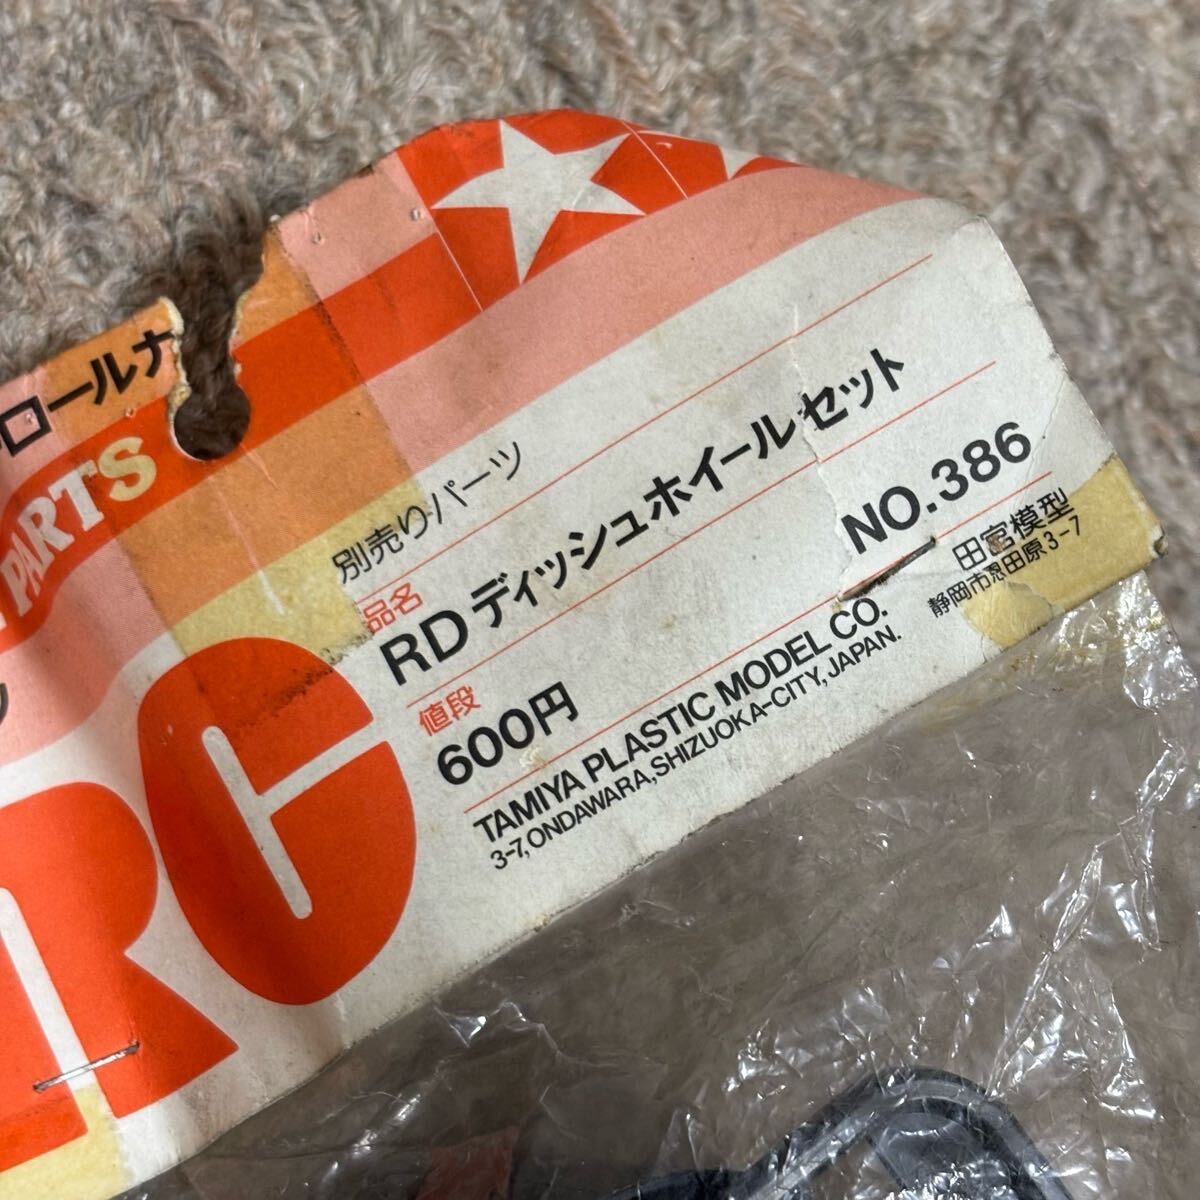 ロールナ
PARTS
RC
別売りパーツ
品名
RDディッシュホイールセット
NO.386
値段
600円
田宮模型
静岡市恩田原3-7
TAMIYA PLASTIC MODEL CO.
3-7, ONDAWARA, SHIZUOKA-CITY, JAPAN.